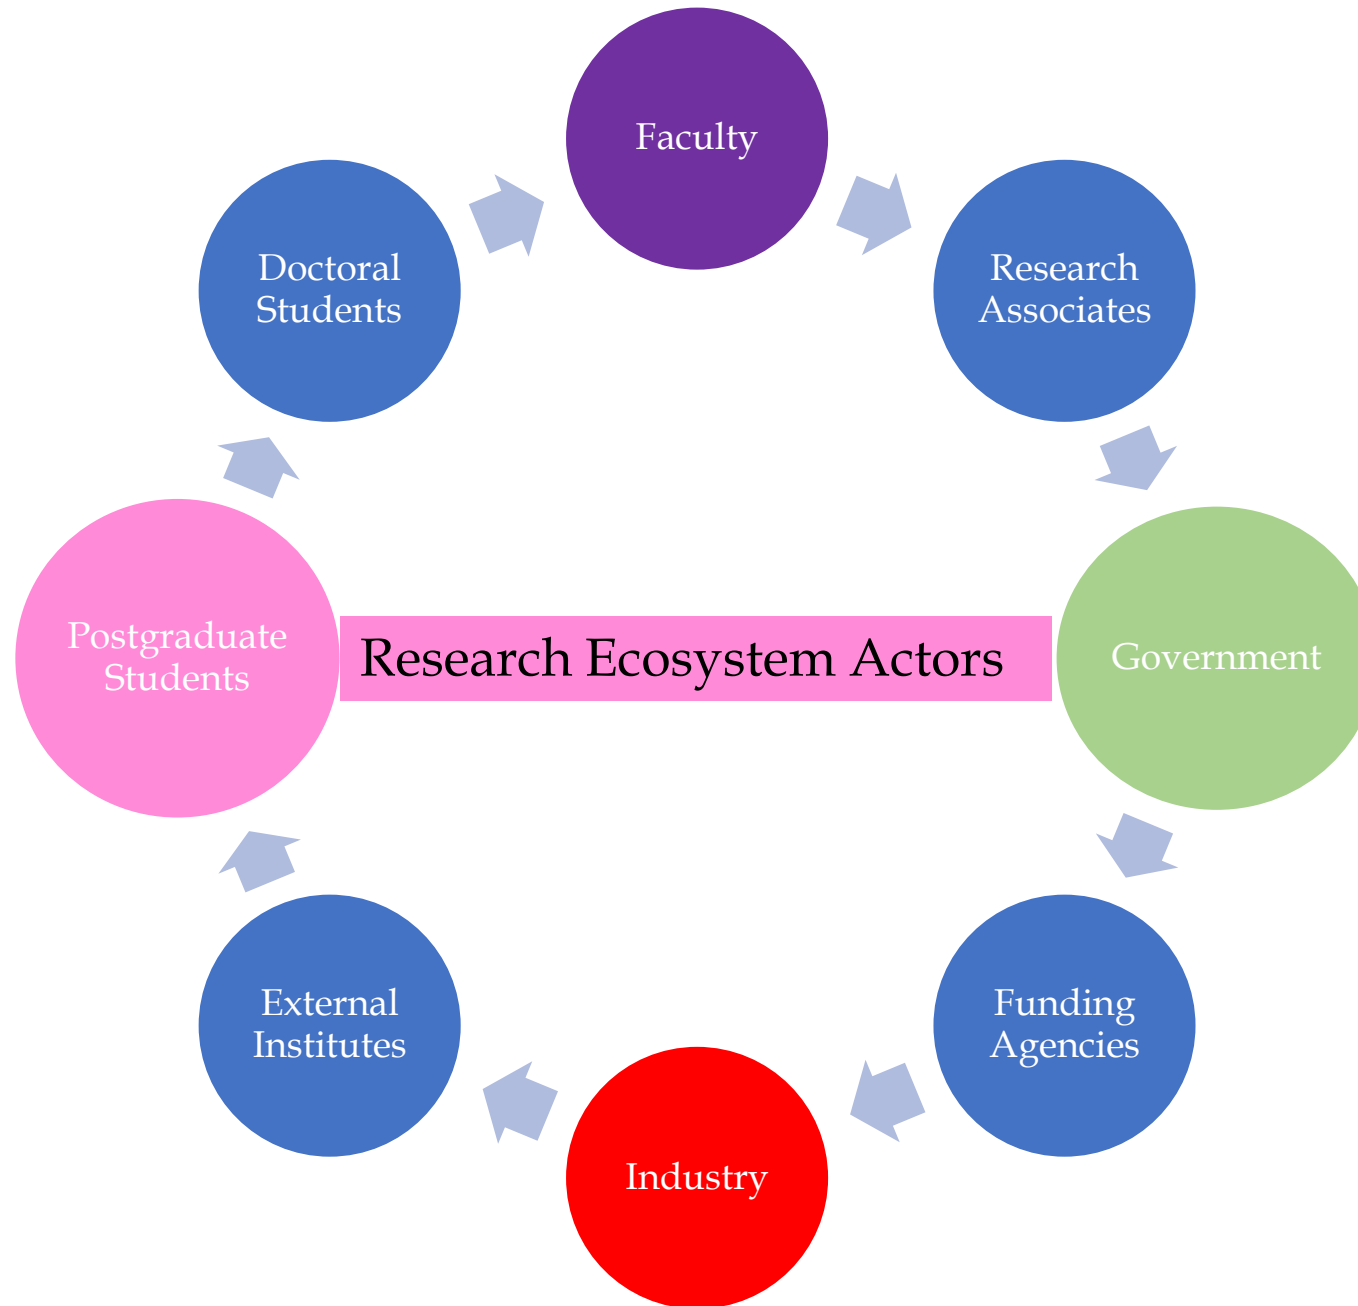 Faculty
Doctoral
Students
Research
Associates
Postgraduate
Students
Research Ecosystem Actors
Government
External
Institutes
Funding
Agencies
Industry